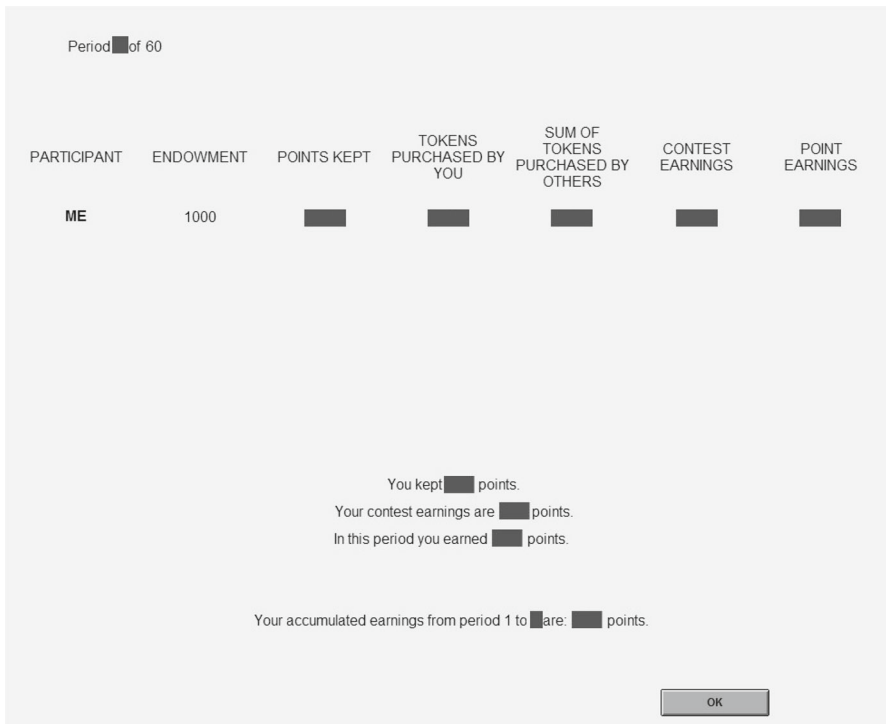 Period of 60
PARTICIPANT ENDOWMENT POINTS KEPT TOKENS PURCHASED BY YOU SUM OF TOKENS PURCHASED BY OTHERS CONTEST EARNINGS POINT EARNINGS
ME 1000
You kept points.
Your contest earnings are points.
In this period you earned points.
Your accumulated earnings from period 1 to are: points.
OK